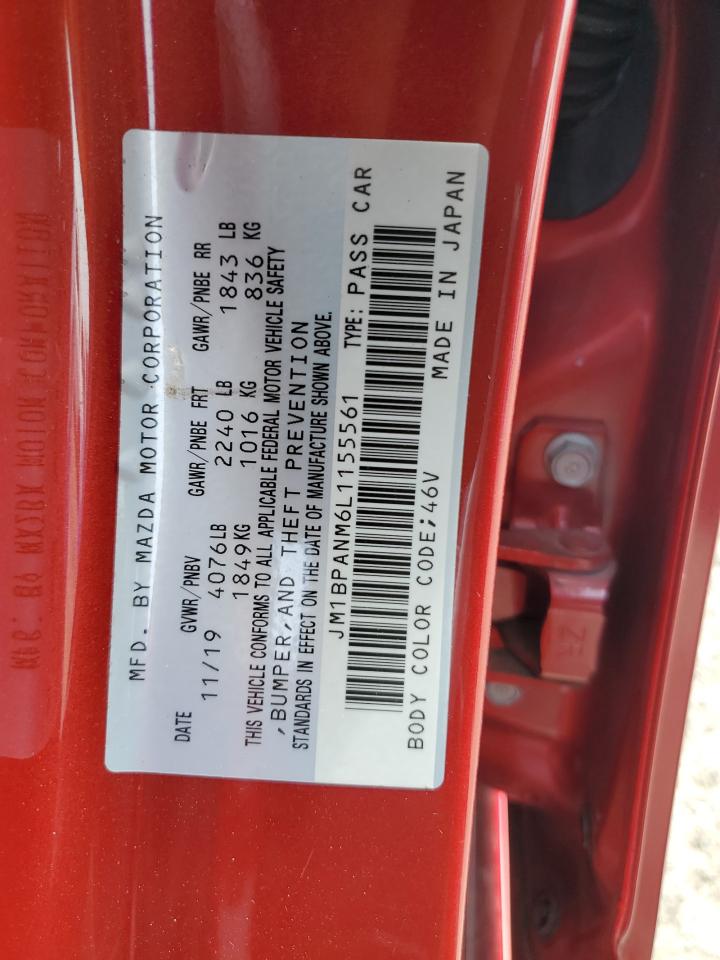 MFD. BY MAZDA MOTOR CORPORATION
DATE GVWR/PNBV GAWR/PNBE FRT GAWR/PNBE RR
11/19 4076LB 2240 LB 1843 LB
1849KG 1016 KG 836 KG
THIS VEHICLE CONFORMS TO ALL APPLICABLE FEDERAL MOTOR VEHICLE SAFETY
,BUMPER,AND THEFT PREVENTION
STANDARDS IN EFFECT ON THE DATE OF MANUFACTURE SHOWN ABOVE.
JM1BPANM6L1155561 TYPE: PASS CAR
BODY COLOR CODE;46V MADE IN JAPAN